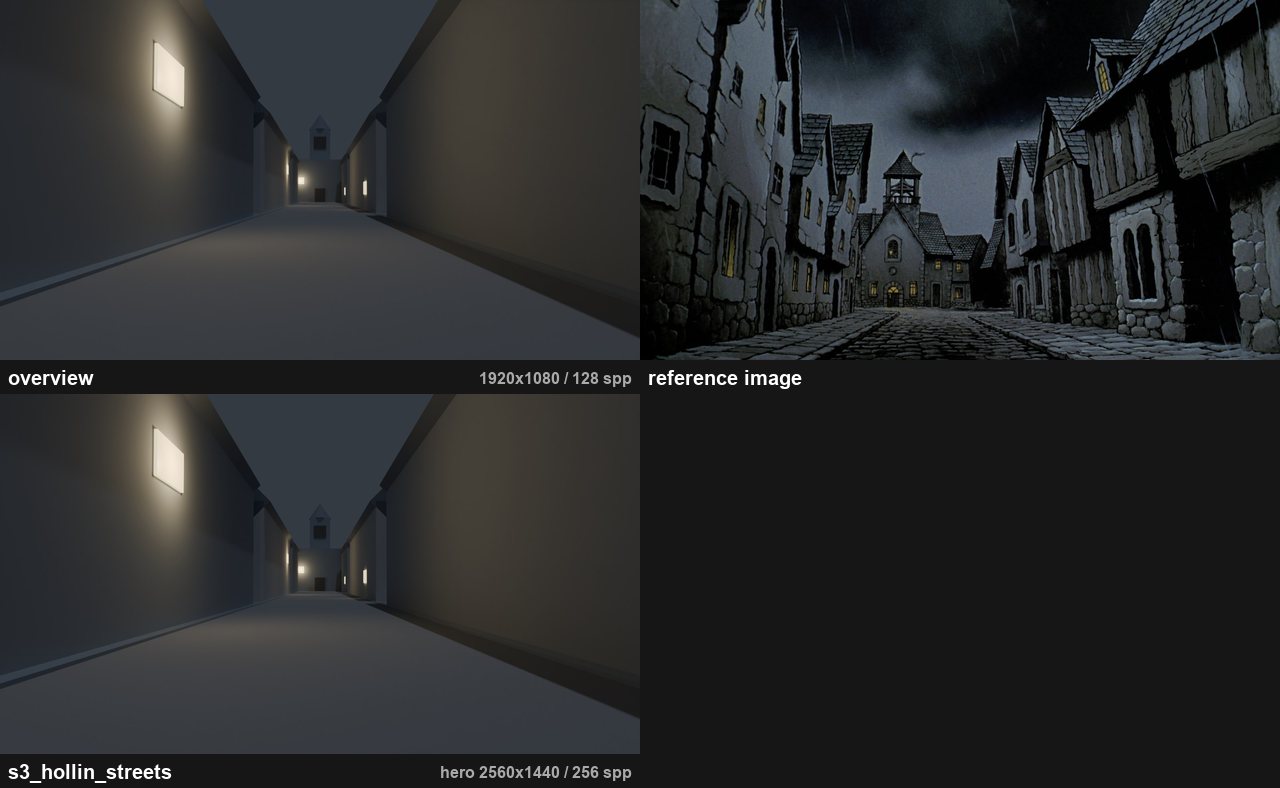 overview
1920x1080 / 128 spp
reference image
s3_hollin_streets
hero 2560x1440 / 256 spp